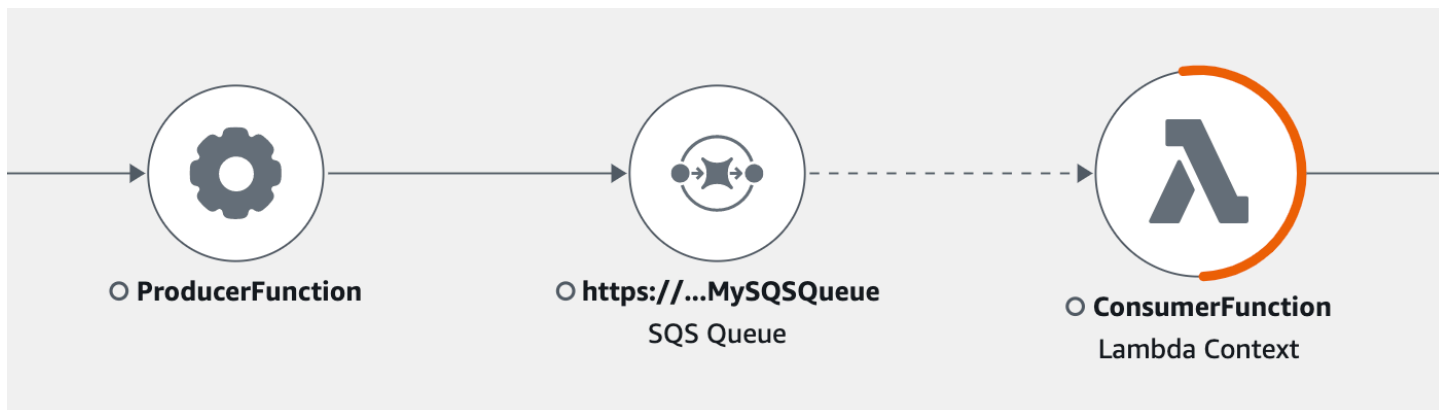 ProducerFunction
https://...MySQSQueue
SQS Queue
ConsumerFunction
Lambda Context